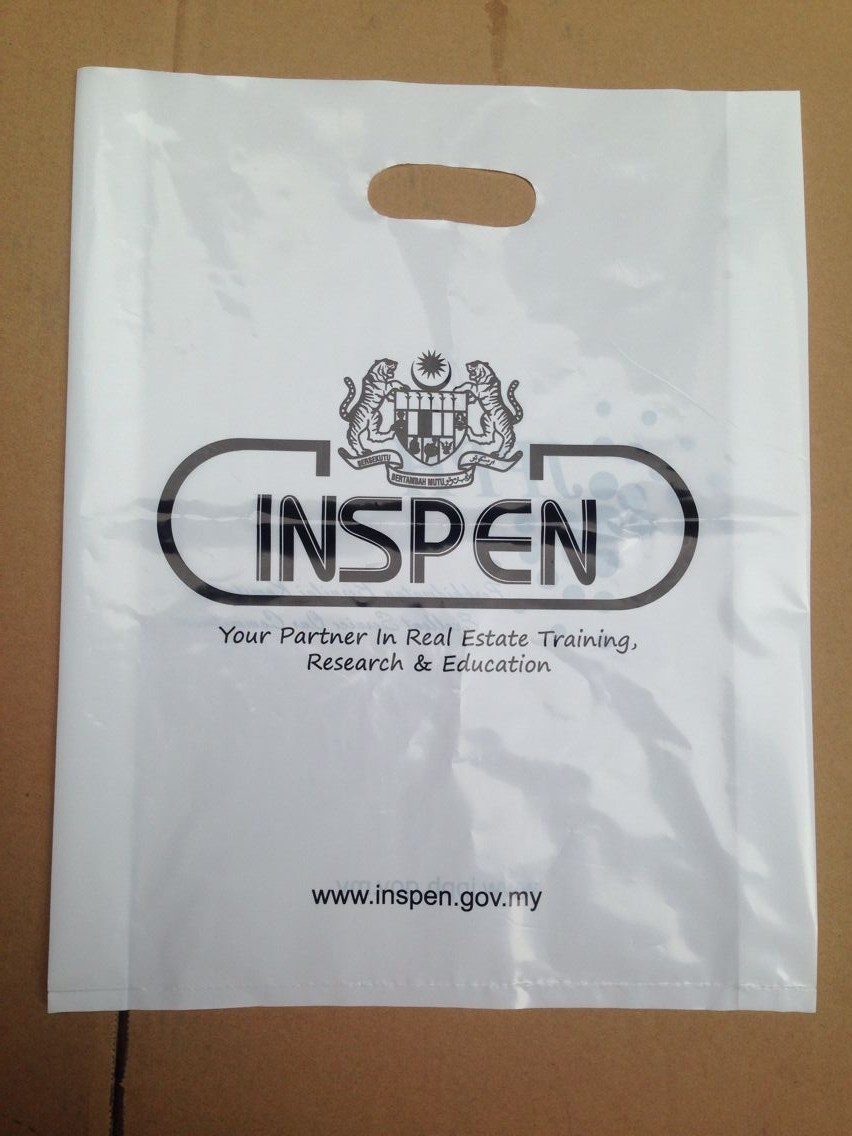 BERSEKUTU
BERTAMBAH MUTU
INSPEN
Your Partner In Real Estate Training,
Research & Education
www.inspen.gov.my